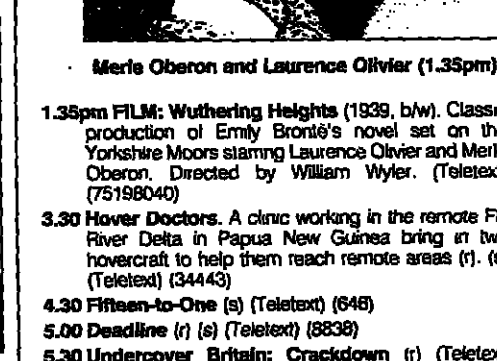 Merle Oberon and Laurence Olivier (1.35pm)
1.35pm FILM: Wuthering Heights (1939, b/w). Class
production of Emily Brontë's novel set on th
Yorkshire Moors starring Laurence Olivier and Merl
Oberon. Directed by William Wyler. (Teletex
(75198040)
3.30 Hover Doctors. A clinic working in the remote F
River Delta in Papua New Guinea bring in tw
hovercraft to help them reach remote areas (r). (s
(Teletext) (34443)
4.30 Fifteen-to-One (s) (Teletext) (646)
5.00 Deadline (r) (s) (Teletext) (8838)
5.30 Undercover Britain: Crackdown (r) (Teletex